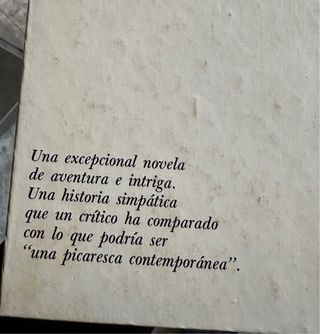 Una excepcional novela
de aventura e intriga.
Una historia simpática
que un crítico ha comparado
con lo que podría ser
“una picaresca contemporánea”.